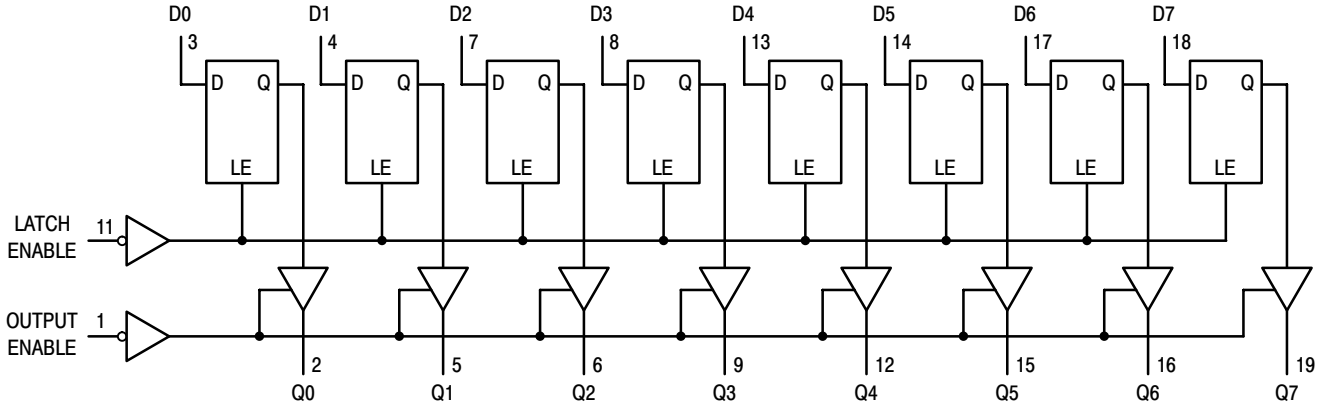 D0 D1 D2 D3 D4 D5 D6 D7
3 4 7 8 13 14 17 18
D Q D Q D Q D Q D Q D Q D Q D Q
LE LE LE LE LE LE LE LE
LATCH 11
ENABLE
OUTPUT 1
ENABLE
2 5 6 9 12 15 16 19
Q0 Q1 Q2 Q3 Q4 Q5 Q6 Q7